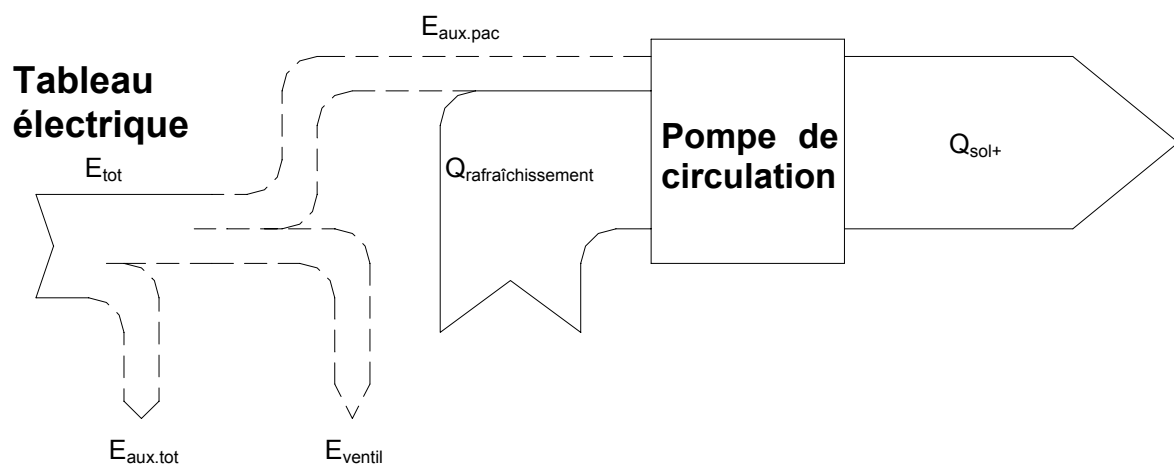 E_aux.pac
Tableau
électrique
E_tot
Q_rafraîchissement
Pompe de
circulation
Q_sol+
E_aux.tot
E_ventil